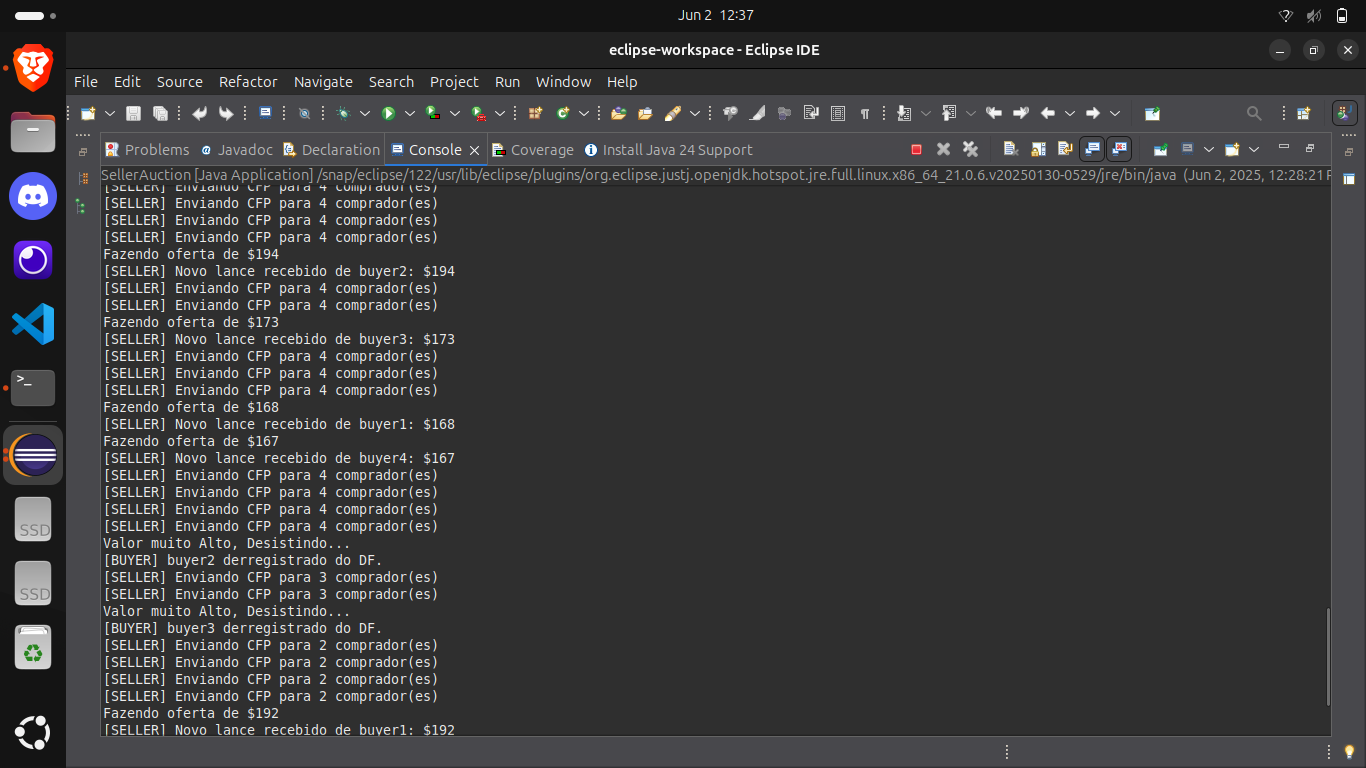 Jun 2 12:37
eclipse-workspace - Eclipse IDE
File Edit Source Refactor Navigate Search Project Run Window Help
Problems Javadoc Declaration Console Coverage Install Java 24 Support
SellerAuction [Java Application] /snap/eclipse/122/usr/lib/eclipse/plugins/org.eclipse.justj.openjdk.hotspot.jre.full.linux.x86_64_21.0.6.v20250130-0529/jre/bin/java (Jun 2, 2025, 12:28:21 P
[SELLER] Enviando CFP para 4 comprador(es)
[SELLER] Enviando CFP para 4 comprador(es)
[SELLER] Enviando CFP para 4 comprador(es)
[SELLER] Enviando CFP para 4 comprador(es)
Fazendo oferta de $194
[SELLER] Novo lance recebido de buyer2: $194
[SELLER] Enviando CFP para 4 comprador(es)
[SELLER] Enviando CFP para 4 comprador(es)
Fazendo oferta de $173
[SELLER] Novo lance recebido de buyer3: $173
[SELLER] Enviando CFP para 4 comprador(es)
[SELLER] Enviando CFP para 4 comprador(es)
[SELLER] Enviando CFP para 4 comprador(es)
Fazendo oferta de $168
[SELLER] Novo lance recebido de buyer1: $168
Fazendo oferta de $167
[SELLER] Novo lance recebido de buyer4: $167
[SELLER] Enviando CFP para 4 comprador(es)
[SELLER] Enviando CFP para 4 comprador(es)
[SELLER] Enviando CFP para 4 comprador(es)
[SELLER] Enviando CFP para 4 comprador(es)
Valor muito Alto, Desistindo...
[BUYER] buyer2 derregistrado do DF.
[SELLER] Enviando CFP para 3 comprador(es)
[SELLER] Enviando CFP para 3 comprador(es)
Valor muito Alto, Desistindo...
[BUYER] buyer3 derregistrado do DF.
[SELLER] Enviando CFP para 2 comprador(es)
[SELLER] Enviando CFP para 2 comprador(es)
[SELLER] Enviando CFP para 2 comprador(es)
[SELLER] Enviando CFP para 2 comprador(es)
Fazendo oferta de $192
[SELLER] Novo lance recebido de buyer1: $192
SSD
SSD